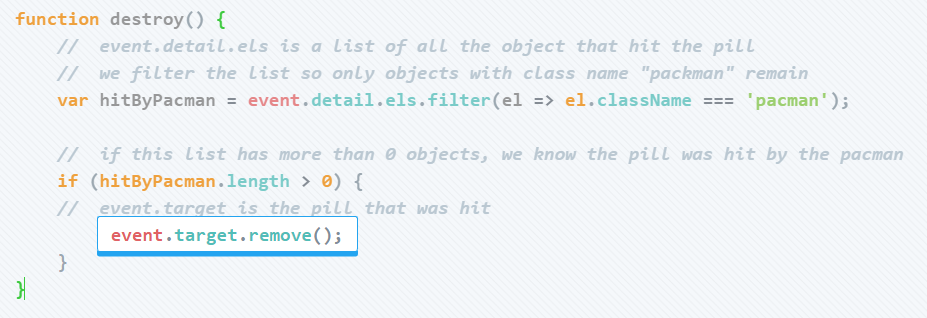 function destroy() {
// event.detail.els is a list of all the object that hit the pill
// we filter the list so only objects with class name "packman" remain
var hitByPacman = event.detail.els.filter(el => el.className === 'pacman');
// if this list has more than 0 objects, we know the pill was hit by the pacman
if (hitByPacman.length > 0) {
// event.target is the pill that was hit
event.target.remove();
}
}